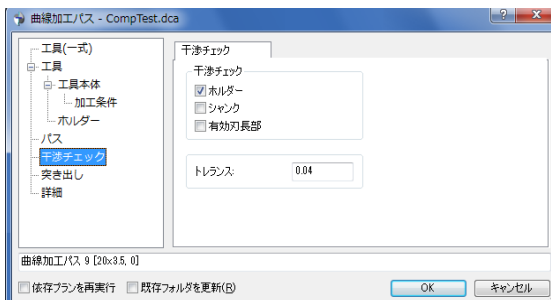 曲線加工パス - CompTest.dca
工具(一式)
工具
工具本体
加工条件
ホルダー
パス
干渉チェック
突き出し
詳細
干渉チェック
干渉チェック
ホルダー
シャンク
有効刃長部
トレランス:
0.04
曲線加工パス 9 [20x3.5, 0]
依存プランを再実行
既存フォルダを更新(R)
OK
キャンセル